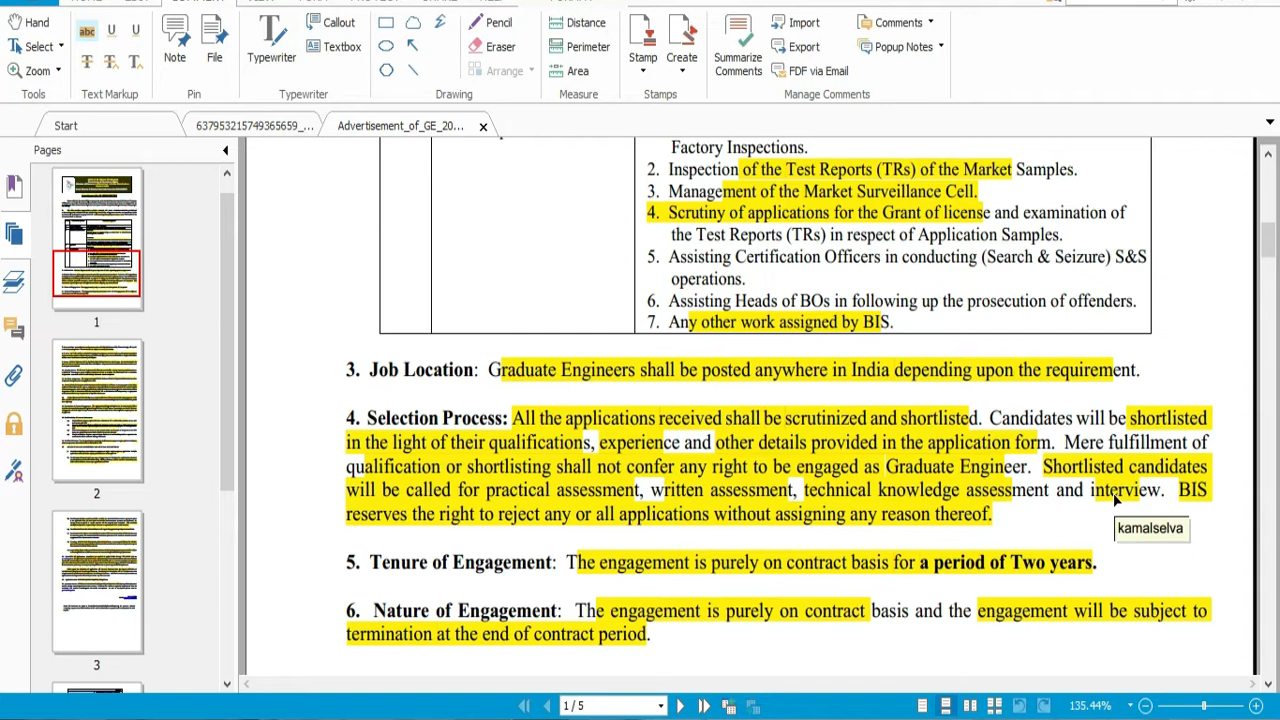 Hand
Select
Zoom
Tools
abc
U
U
T
T
T
Text Markup
Note
File
Pin
Typewriter
Callout
Textbox
Typewriter
Pencil
Eraser
Arrange
Drawing
Distance
Perimeter
Area
Measure
Stamp
Create
Stamps
Summarize
Comments
Import
Export
FDF via Email
Comments
Popup Notes
Manage Comments
Start
637953215749365659_...
Advertisement_of_GE_20...
Pages
1
2
3
Factory Inspections.
2. Inspection of the Test Reports (TRs) of the Market Samples.
3. Management of the Market Surveillance Cell.
4. Scrutiny of applications for the Grant of license and examination of
the Test Reports (TRs) in respect of Application Samples.
5. Assisting Certification Officers in conducting (Search & Seizure) S&S
operations.
6. Assisting Heads of BOs in following up the prosecution of offenders.
7. Any other work assigned by BIS.
3. Job Location: Graduate Engineers shall be posted anywhere in India depending upon the requirement.
4. Selection Process: All the applications received shall be scrutinized and shortlisted. Candidates will be shortlisted
in the light of their qualifications, experience and other details provided in the application form. Mere fulfillment of
qualification or shortlisting shall not confer any right to be engaged as Graduate Engineer. Shortlisted candidates
will be called for practical assessment, written assessment, technical knowledge assessment and interview. BIS
reserves the right to reject any or all applications without assigning any reason thereof.
kamalselva
5. Tenure of Engagement: The engagement is purely on contract basis for a period of Two years.
6. Nature of Engagement: The engagement is purely on contract basis and the engagement will be subject to
termination at the end of contract period.
1 / 5
135.44%